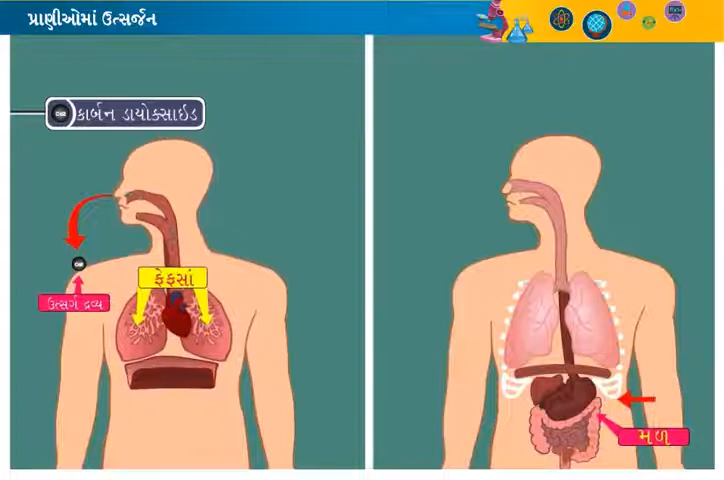 પ્રાણીઓમાં ઉત્સર્જન
કાર્બન ડાયોક્સાઇડ
ફેફસાં
ઉત્સર્ગ દ્રવ્ય
મળ